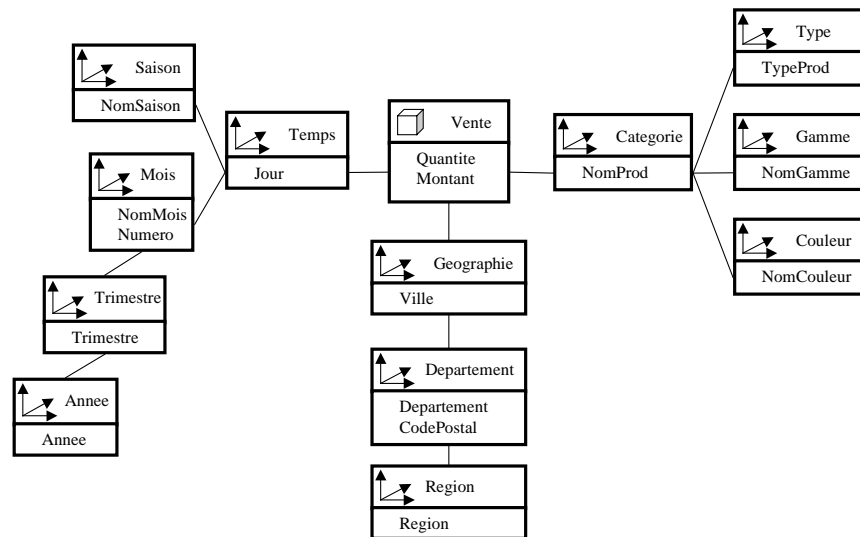 Type
TypeProd
Saison
NomSaison
Temps
Jour
Vente
Quantite
Montant
Categorie
NomProd
Gamme
NomGamme
Mois
NomMois
Numero
Couleur
NomCouleur
Geographie
Ville
Trimestre
Trimestre
Departement
Departement
CodePostal
Annee
Annee
Region
Region